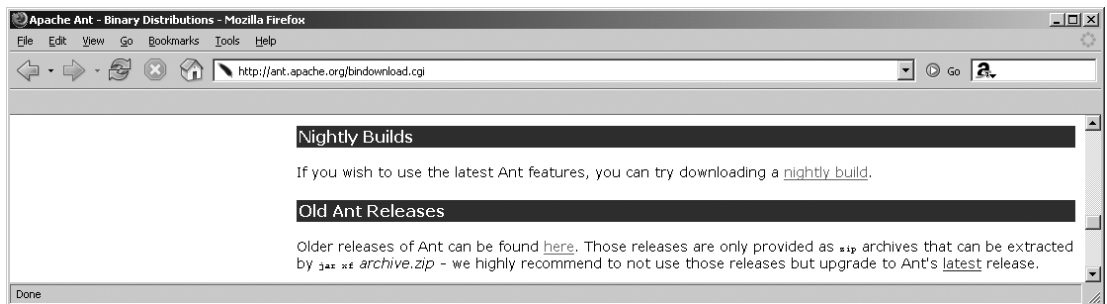 Apache Ant - Binary Distributions - Mozilla Firefox
File Edit View Go Bookmarks Tools Help
http://ant.apache.org/bindownload.cgi Go a
Nightly Builds
If you wish to use the latest Ant features, you can try downloading a nightly build.
Old Ant Releases
Older releases of Ant can be found here. Those releases are only provided as zip archives that can be extracted
by jar xf archive.zip - we highly recommend to not use those releases but upgrade to Ant's latest release.
Done